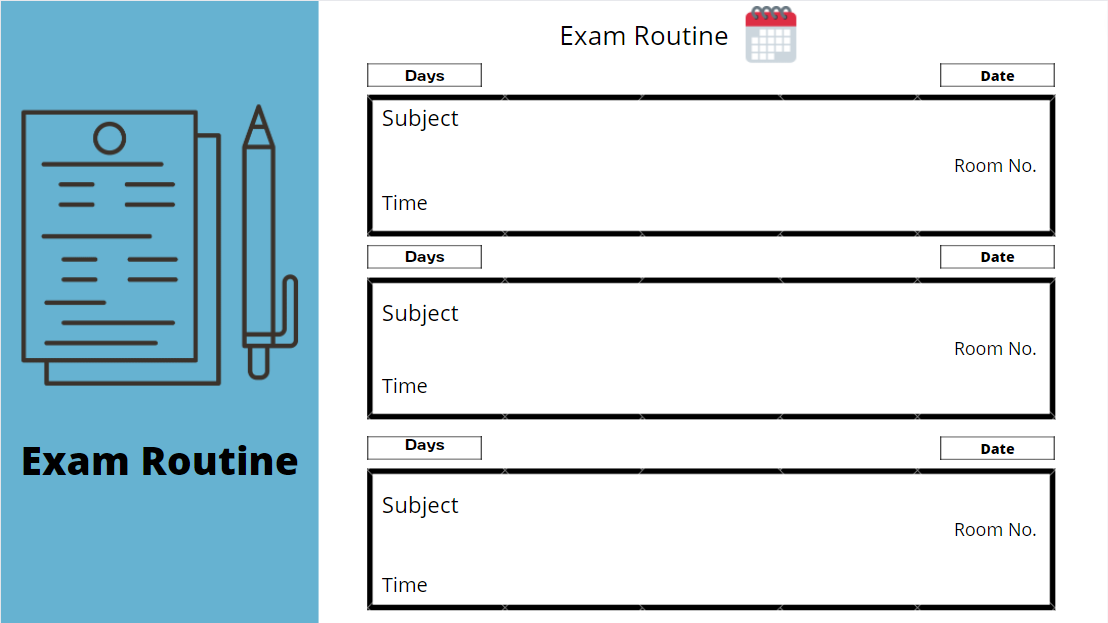 Exam Routine
Exam Routine
Days
Date
Subject
Room No.
Time
Days
Date
Subject
Room No.
Time
Days
Date
Subject
Room No.
Time